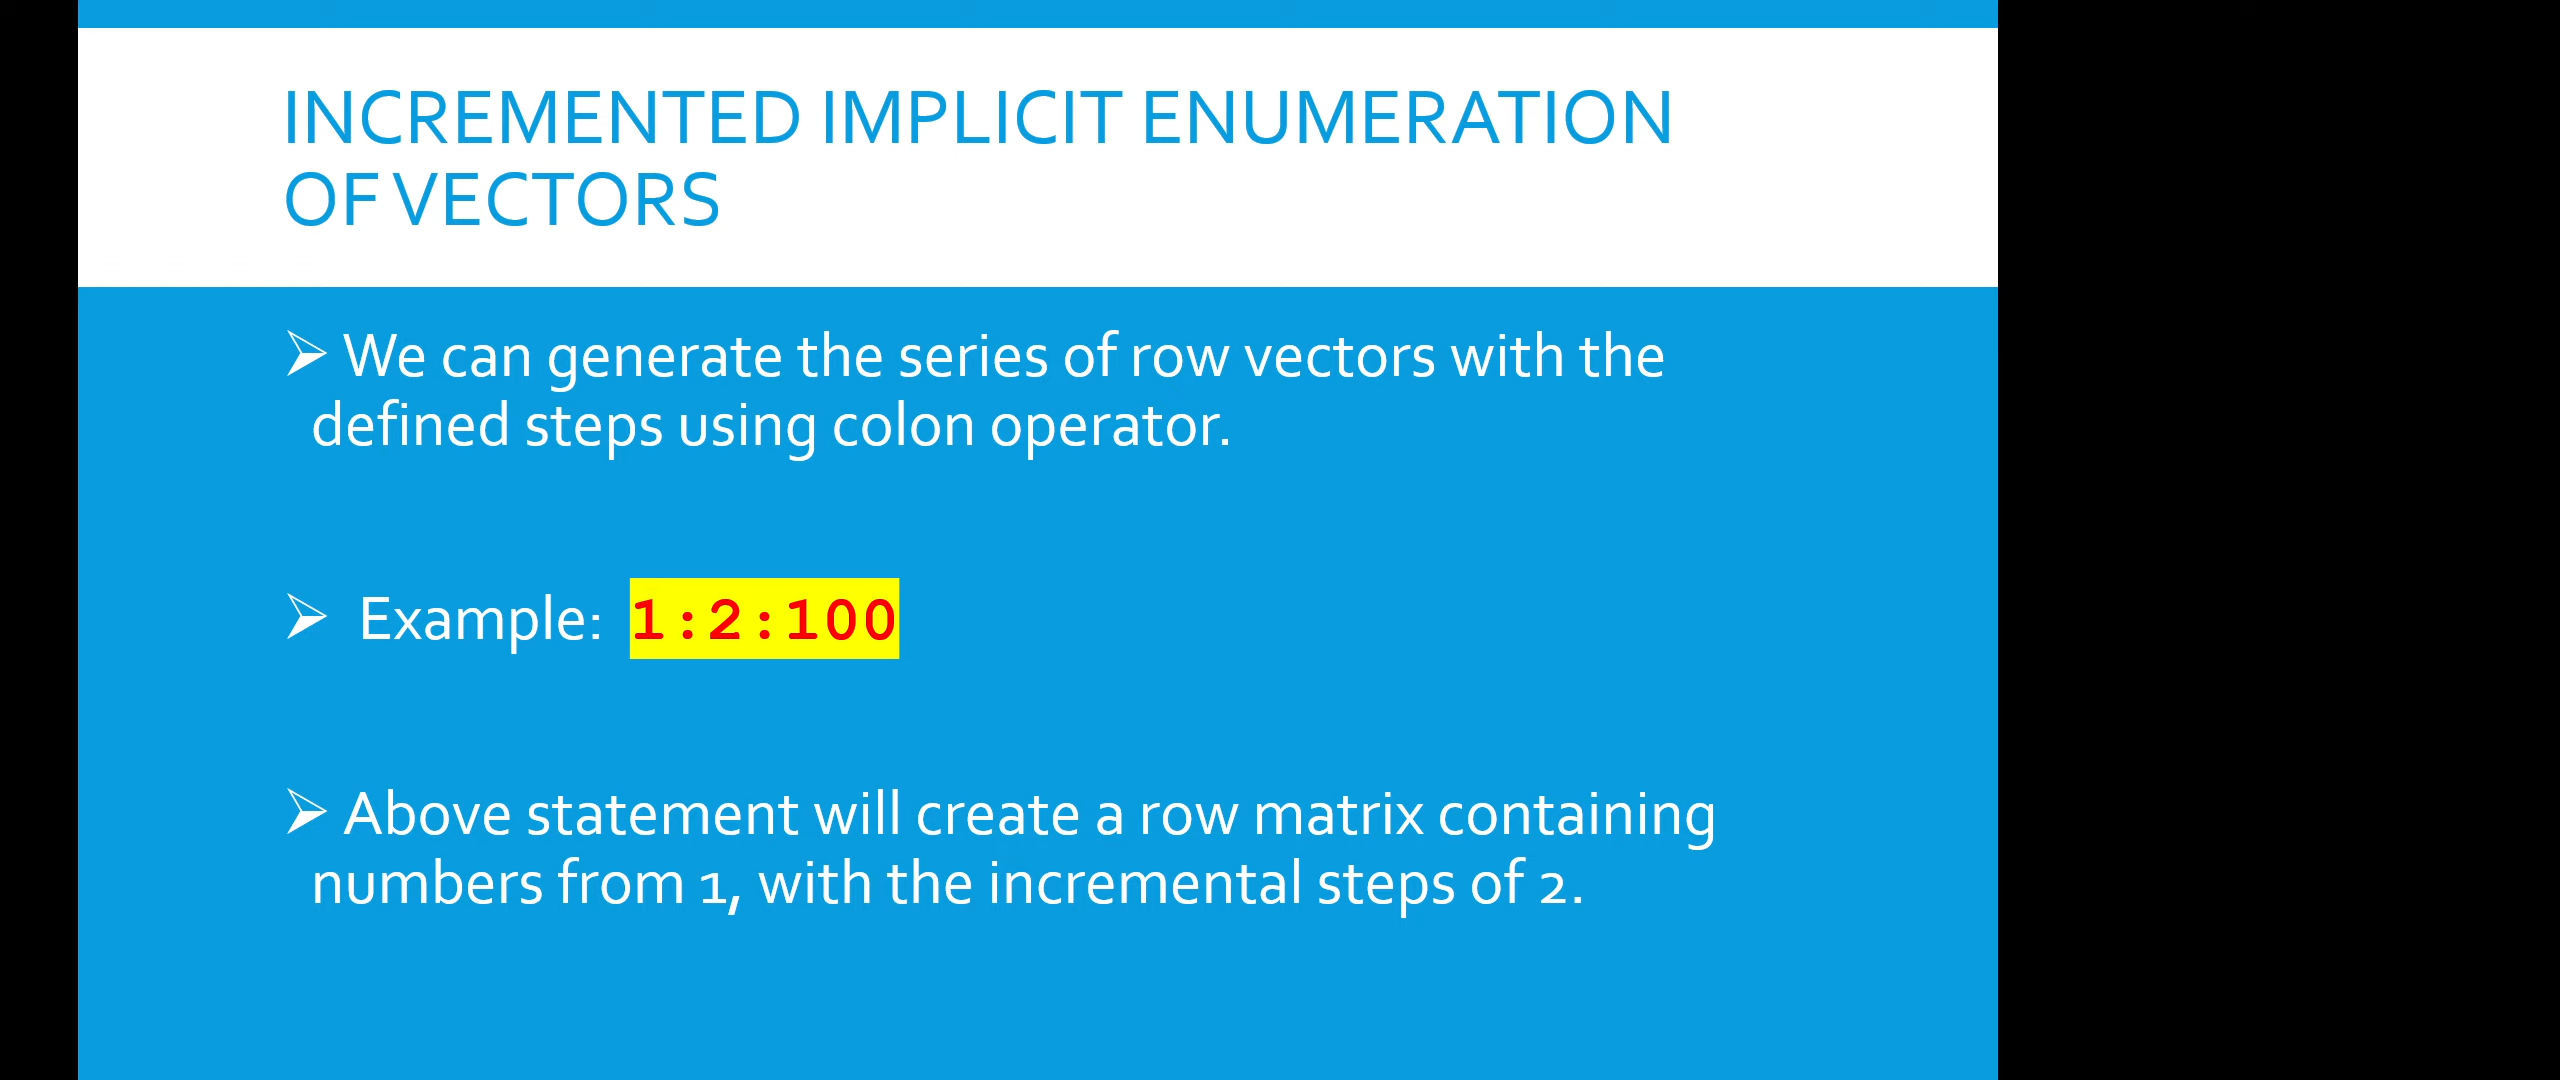 INCREMENTED IMPLICIT ENUMERATION
OF VECTORS
We can generate the series of row vectors with the
defined steps using colon operator.
Example: 1:2:100
Above statement will create a row matrix containing
numbers from 1, with the incremental steps of 2.